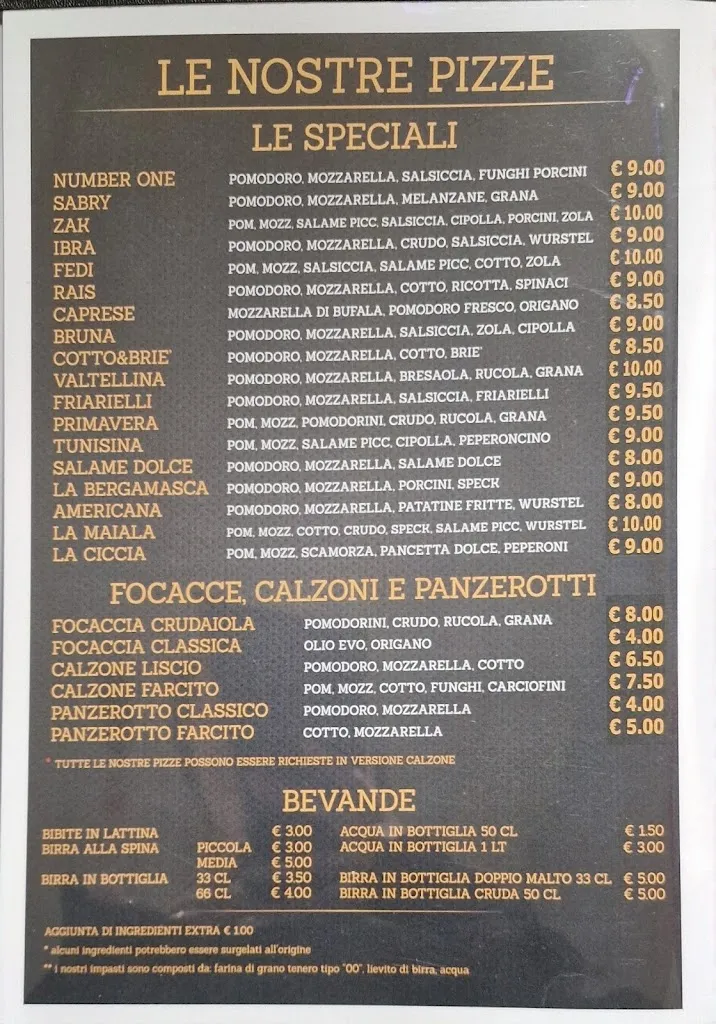 LE NOSTRE PIZZE
LE SPECIALI
NUMBER ONE POMODORO, MOZZARELLA, SALSICCIA, FUNGHI PORCINI € 9.00
SABRY POMODORO, MOZZARELLA, MELANZANE, GRANA € 9.00
ZAK POM, MOZZ, SALAME PICC, SALSICCIA, CIPOLLA, PORCINI, ZOLA € 10.00
IBRA POMODORO, MOZZARELLA, CRUDO, SALSICCIA, WURSTEL € 9.00
FEDI POM, MOZZ, SALSICCIA, SALAME PICC, COTTO, ZOLA € 10.00
RAIS POMODORO, MOZZARELLA, COTTO, RICOTTA, SPINACI € 9.00
CAPRESE MOZZARELLA DI BUFALA, POMODORO FRESCO, ORIGANO € 8.50
BRUNA POMODORO, MOZZARELLA, SALSICCIA, ZOLA, CIPOLLA € 9.00
COTTO&BRIE' POMODORO, MOZZARELLA, COTTO, BRIE' € 8.50
VALTELLINA POMODORO, MOZZARELLA, BRESAOLA, RUCOLA, GRANA € 10.00
FRIARIELLI POMODORO, MOZZARELLA, SALSICCIA, FRIARIELLI € 9.50
PRIMAVERA POM, MOZZ, POMODORINI, CRUDO, RUCOLA, GRANA € 9.50
TUNISINA POM, MOZZ, SALAME PICC, CIPOLLA, PEPERONCINO € 9.00
SALAME DOLCE POMODORO, MOZZARELLA, SALAME DOLCE € 8.00
LA BERGAMASCA POMODORO, MOZZARELLA, PORCINI, SPECK € 9.00
AMERICANA POMODORO, MOZZARELLA, PATATINE FRITTE, WURSTEL € 8.00
LA MAIALA POM, MOZZ, COTTO, CRUDO, SPECK, SALAME PICC, WURSTEL € 10.00
LA CICCIA POM, MOZZ, SCAMORZA, PANCETTA DOLCE, PEPERONI € 9.00
FOCACCE, CALZONI E PANZEROTTI
FOCACCIA CRUDAIOLA POMODORINI, CRUDO, RUCOLA, GRANA € 8.00
FOCACCIA CLASSICA OLIO EVO, ORIGANO € 4.00
CALZONE LISCIO POMODORO, MOZZARELLA, COTTO € 6.50
CALZONE FARCITO POM, MOZZ, COTTO, FUNGHI, CARCIOFINI € 7.50
PANZEROTTO CLASSICO POMODORO, MOZZARELLA € 4.00
PANZEROTTO FARCITO COTTO, MOZZARELLA € 5.00
* TUTTE LE NOSTRE PIZZE POSSONO ESSERE RICHIESTE IN VERSIONE CALZONE
BEVANDE
BIBITE IN LATTINA € 3.00 ACQUA IN BOTTIGLIA 50 CL € 1.50
BIRRA ALLA SPINA PICCOLA € 3.00 ACQUA IN BOTTIGLIA 1 LT € 3.00
MEDIA € 5.00
BIRRA IN BOTTIGLIA 33 CL € 3.50 BIRRA IN BOTTIGLIA DOPPIO MALTO 33 CL € 5.00
66 CL € 4.00 BIRRA IN BOTTIGLIA CRUDA 50 CL € 5.00
AGGIUNTA DI INGREDIENTI EXTRA € 1.00
* alcuni ingredienti potrebbero essere surgelati all'origine
** i nostri impasti sono composti da: farina di grano tenero tipo "00", lievito di birra, acqua